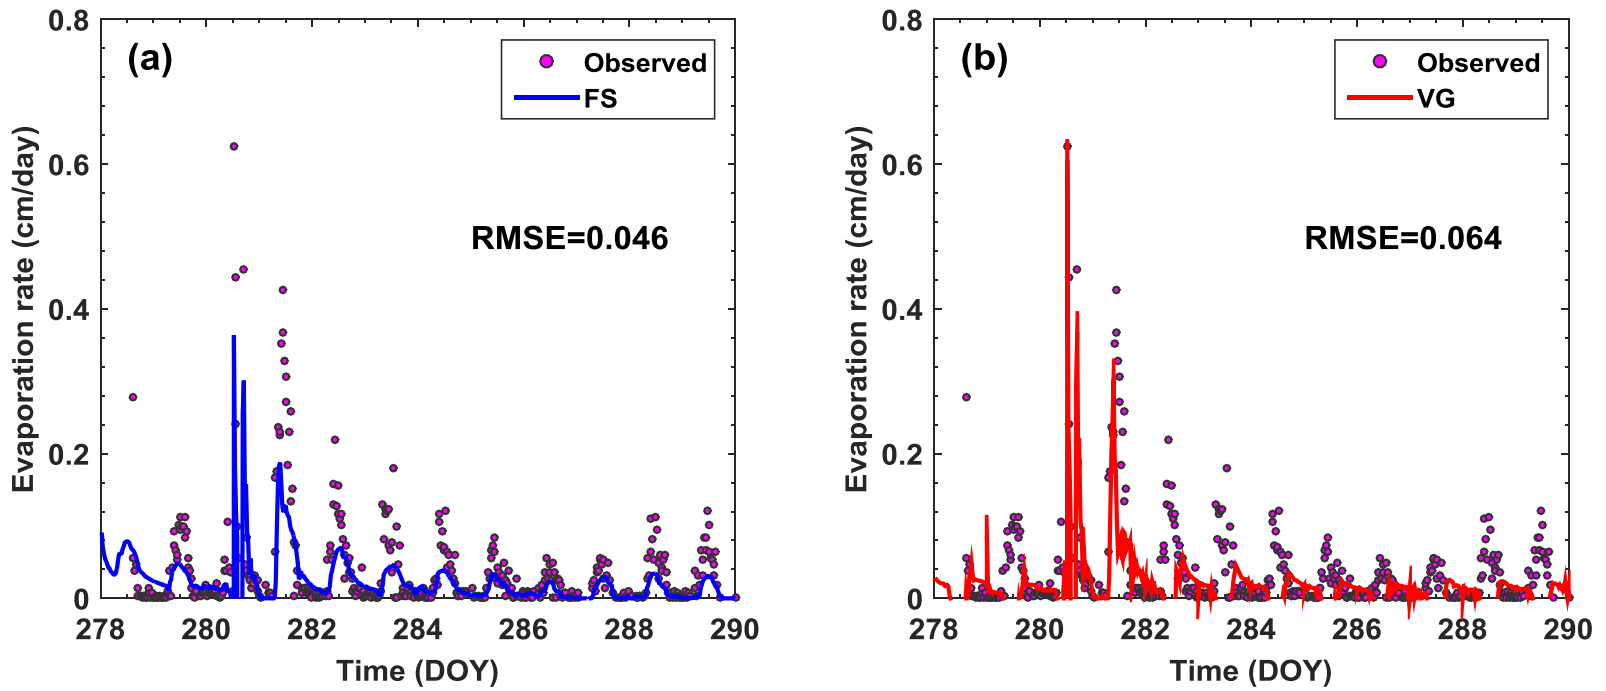 (a)
Observed
FS
RMSE=0.046
Evaporation rate (cm/day)
0.8
0.6
0.4
0.2
0
278 280 282 284 286 288 290
Time (DOY)
(b)
Observed
VG
RMSE=0.064
Evaporation rate (cm/day)
0.8
0.6
0.4
0.2
0
278 280 282 284 286 288 290
Time (DOY)